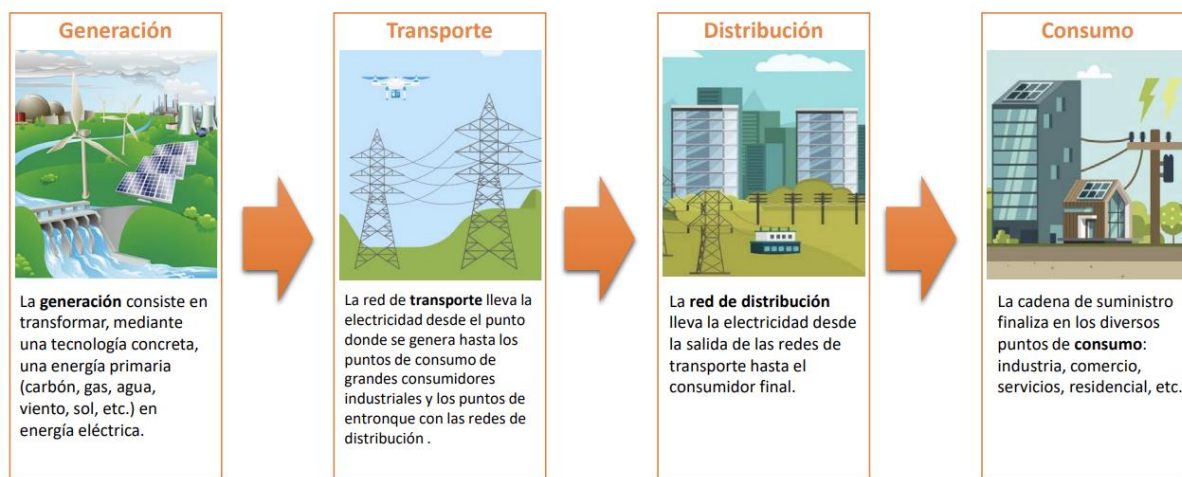 Generación
La generación consiste en
transformar, mediante
una tecnología concreta,
una energía primaria
(carbón, gas, agua,
viento, sol, etc.) en
energía eléctrica.
Transporte
La red de transporte lleva la
electricidad desde el punto
donde se genera hasta los
puntos de consumo de
grandes consumidores
industriales y los puntos de
entronque con las redes de
distribución .
Distribución
La red de distribución
lleva la electricidad desde
la salida de las redes de
transporte hasta el
consumidor final.
Consumo
La cadena de suministro
finaliza en los diversos
puntos de consumo:
industria, comercio,
servicios, residencial, etc.